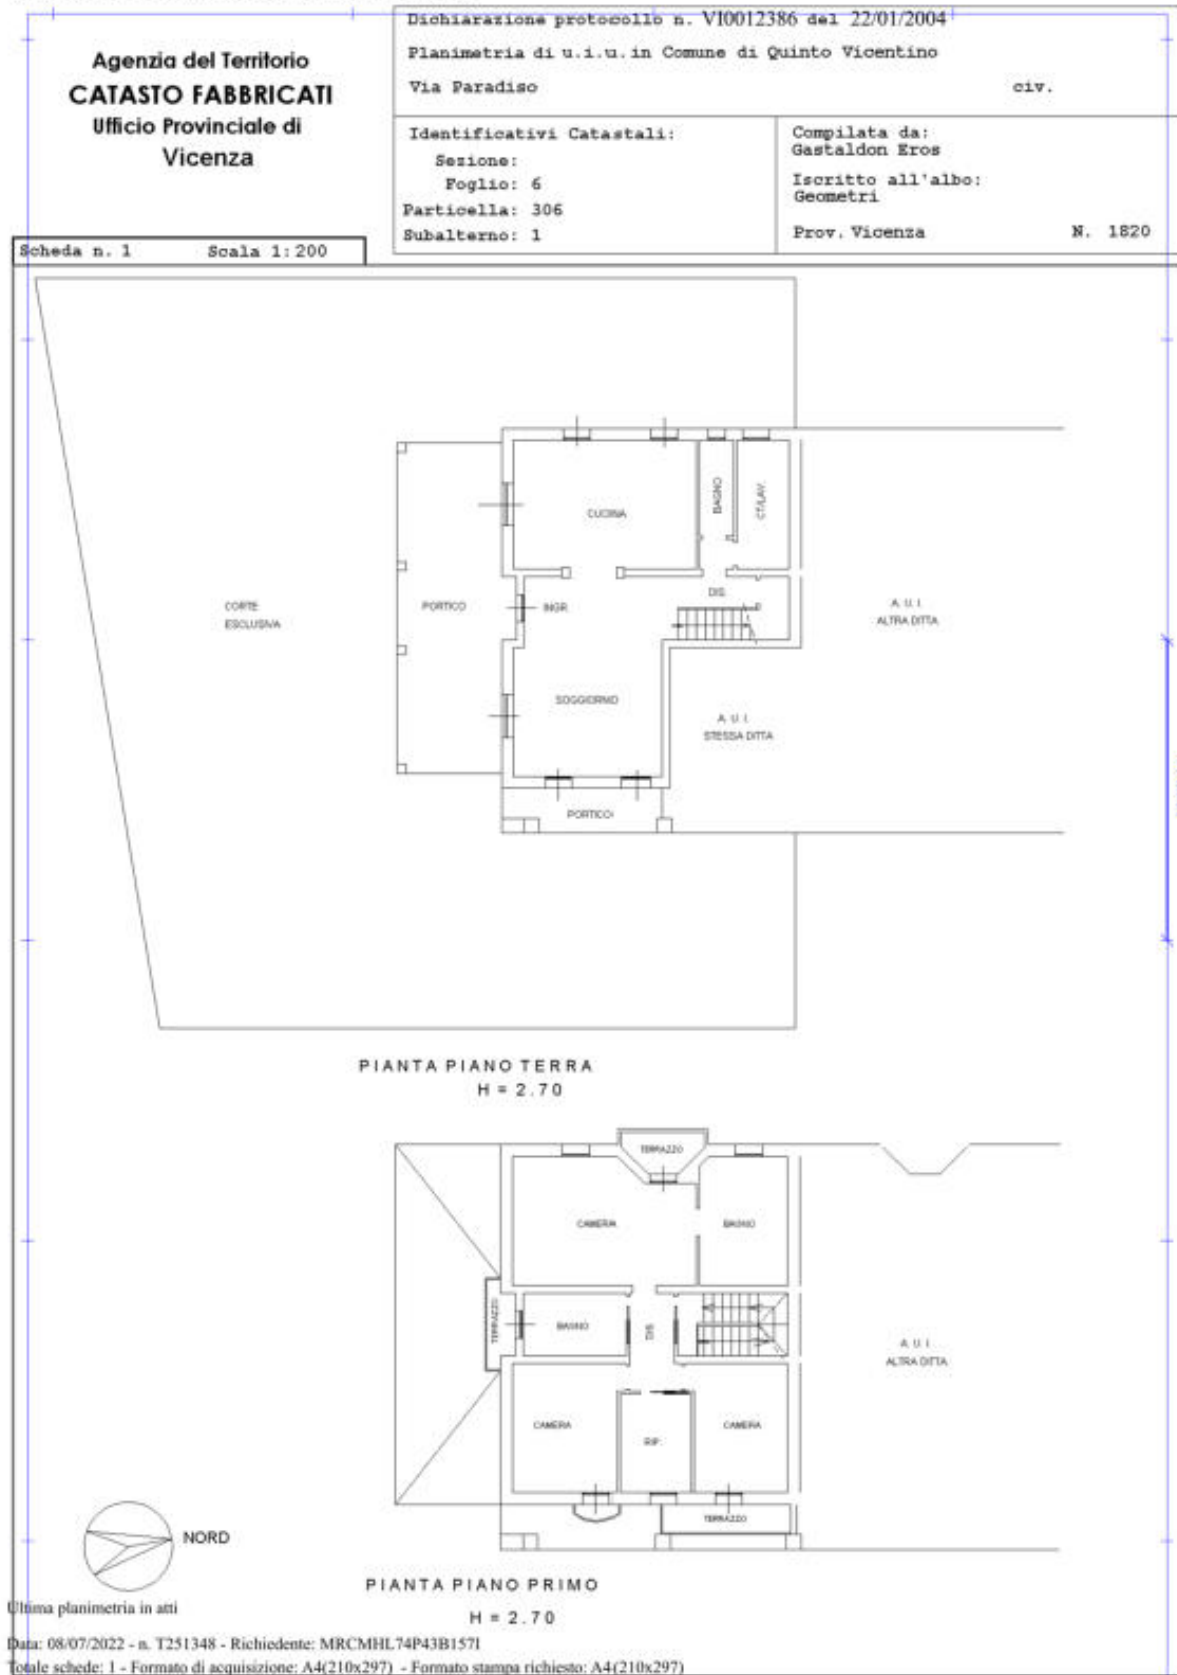 Dichiarazione protocollo n. VI0012386 del 22/01/2004
Agenzia del Territorio
CATASTO FABBRICATI
Ufficio Provinciale di
Vicenza
Planimetria di u.i.u. in Comune di Quinto Vicentino
Via Paradiso civ.
Identificativi Catastali:
Sezione:
Foglio: 6
Particella: 306
Subalterno: 1
Compilata da:
Gastaldon Eros
Iscritto all'albo:
Geometri
Prov. Vicenza N. 1820
Scheda n. 1 Scala 1:200
CUCINA
BAGNO
CT/LAV.
CORTE
ESCLUSIVA
PORTICO
INGR.
DIS.
A. U. I.
ALTRA DITTA
SOGGIORNO
A. U. I.
STESSA DITTA
PORTICO
PIANTA PIANO TERRA
H = 2.70
TERRAZZO
CAMERA
BAGNO
TERRAZZO
BAGNO
DIS.
A. U. I.
ALTRA DITTA
CAMERA
RIP.
CAMERA
TERRAZZO
NORD
PIANTA PIANO PRIMO
H = 2.70
Ultima planimetria in atti
Data: 08/07/2022 - n. T251348 - Richiedente: MRCMHL74P43B157I
Totale schede: 1 - Formato di acquisizione: A4(210x297) - Formato stampa richiesto: A4(210x297)